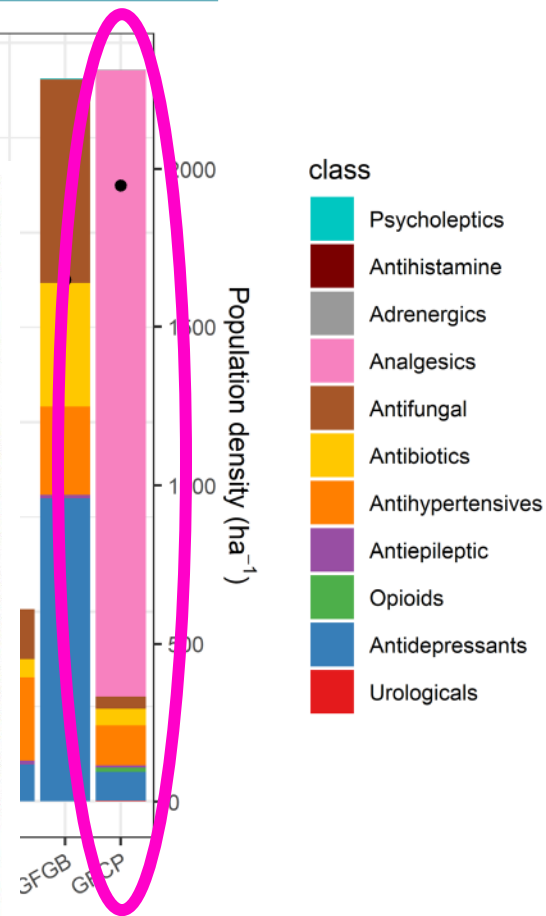 2000
1500
1000
500
0
Population density (ha⁻¹)
GFGB
GFCP
class
Psycholeptics
Antihistamine
Adrenergics
Analgesics
Antifungal
Antibiotics
Antihypertensives
Antiepileptic
Opioids
Antidepressants
Urologicals